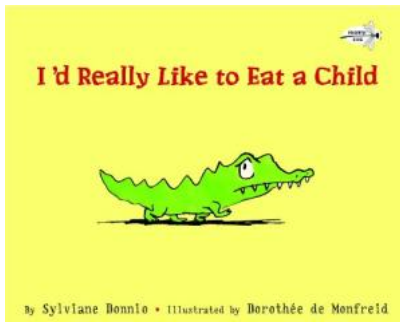 I'd Really Like to Eat a Child
By Sylviane Donnio • Illustrated by Dorothée de Monfreid